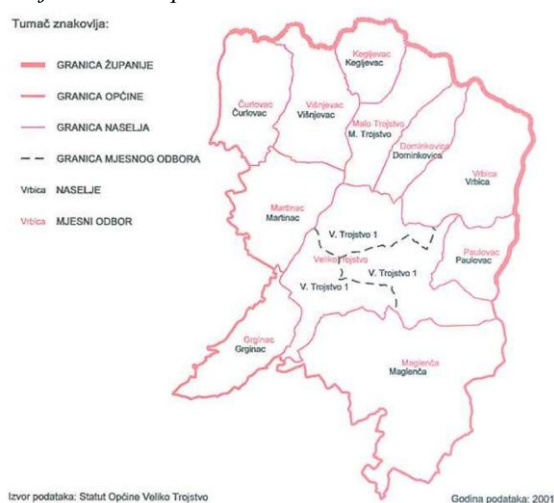 Tumač znakovlja:
GRANICA ŽUPANIJE
GRANICA OPĆINE
GRANICA NASELJA
GRANICA MJESNOG ODBORA
Vrbica NASELJE
Vrbica MJESNI ODBOR
Kegljevac
Kegljevac
Čurlovac
Čurlovac
Višnjevac
Višnjevac
Malo Trojstvo
M. Trojstvo
Dominkovica
Dominkovica
Vrbica
Vrbica
Martinac
Martinac
V. Trojstvo 1
Paulovac
Paulovac
Veliko Trojstvo
V. Trojstvo 1
V. Trojstvo 1
Grginac
Grginac
Maglenča
Maglenča
Izvor podataka: Statut Općine Veliko Trojstvo
Godina podataka: 2001